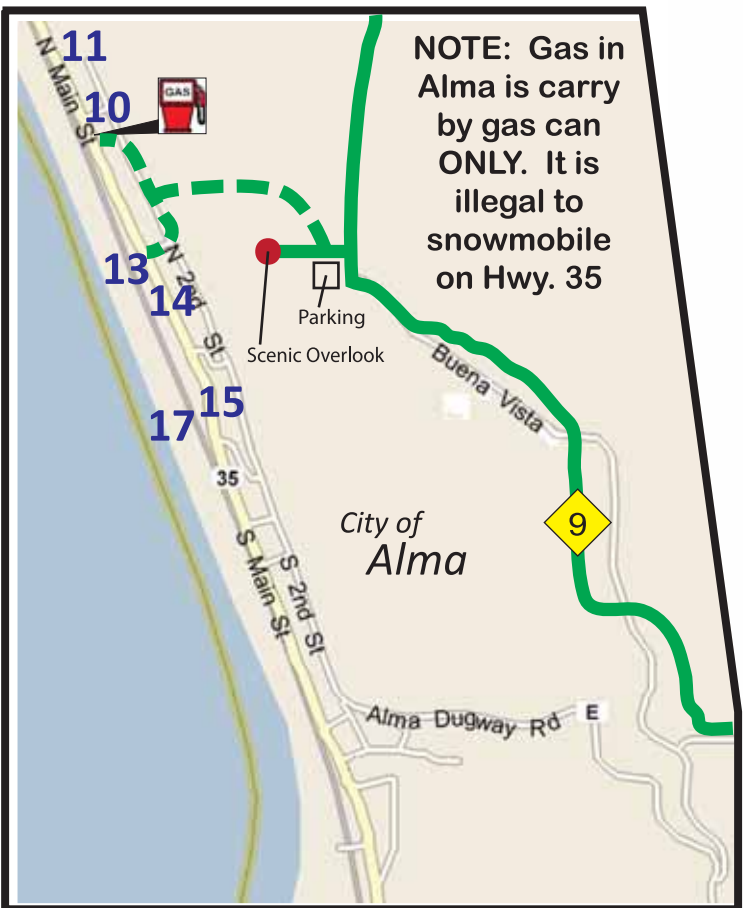 NOTE: Gas in
Alma is carry
by gas can
ONLY. It is
illegal to
snowmobile
on Hwy. 35
11
N Main St
10
GAS
13
14
N 2nd St
Parking
Scenic Overlook
Buena Vista
15
17
35
9
City of
Alma
S Main St
S 2nd St
Alma Dugway Rd
E